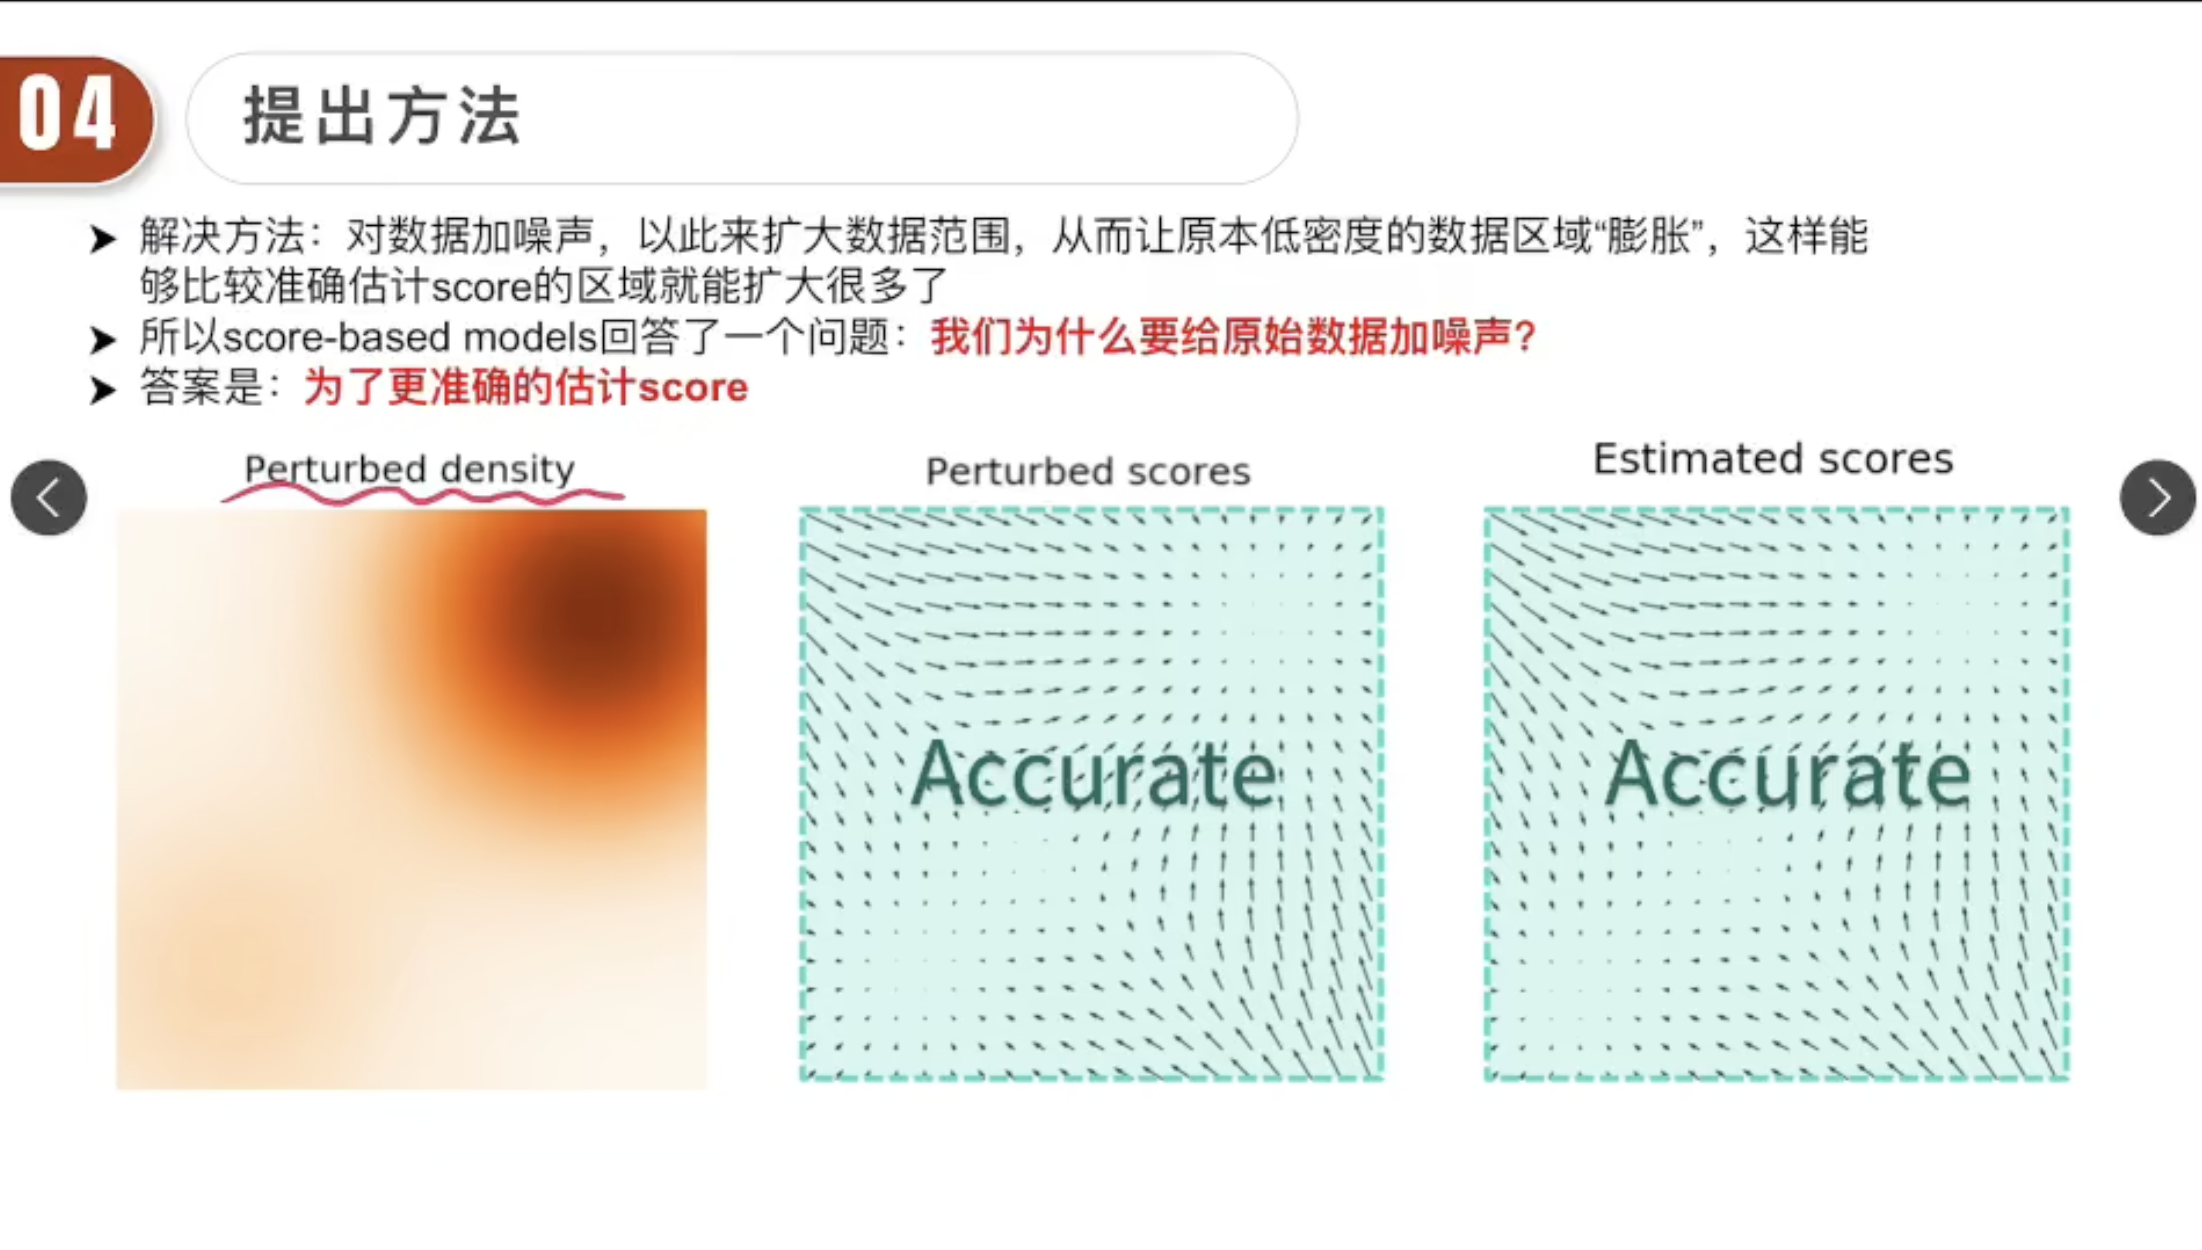 04
提出方法
解决方法：对数据加噪声，以此来扩大数据范围，从而让原本低密度的数据区域“膨胀”，这样能
够比较准确估计score的区域就能扩大很多了
所以score-based models回答了一个问题：我们为什么要给原始数据加噪声?
答案是：为了更准确的估计score
Perturbed density
Perturbed scores
Estimated scores
Accurate
Accurate